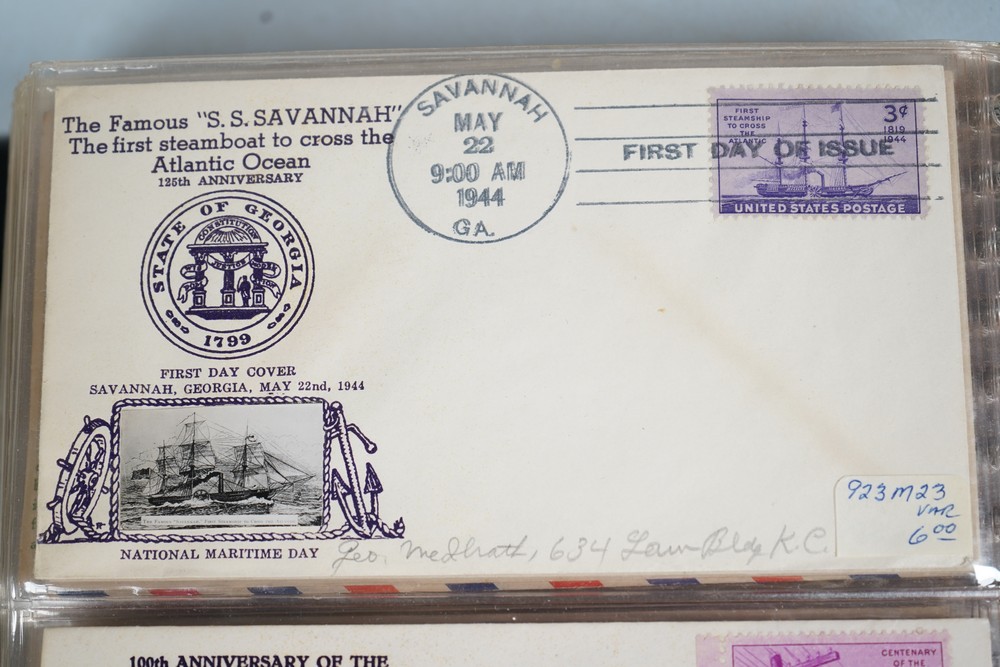 The Famous "S. S. SAVANNAH"
The first steamboat to cross the
Atlantic Ocean
125th ANNIVERSARY
STATE OF GEORGIA
CONSTITUTION
JUSTICE
1799
FIRST DAY COVER
SAVANNAH, GEORGIA, MAY 22nd, 1944
NATIONAL MARITIME DAY
SAVANNAH
MAY
22
9:00 AM
1944
GA.
FIRST DAY OF ISSUE
FIRST
STEAMSHIP
TO CROSS
THE
ATLANTIC
3¢
1819
1944
UNITED STATES POSTAGE
923 M23
VAR
6.00
Geo. 634 Law Bldg K.C.
100th ANNIVERSARY OF THE
CENTENARY
OF THE